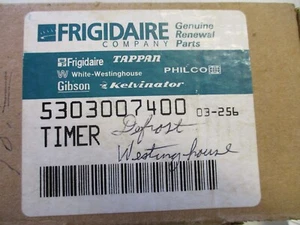 FRIGIDAIRE
COMPANY
Genuine
Renewal
Parts
Frigidaire TAPPAN
White-Westinghouse PHILCO
Gibson Kelvinator
5303007400 03-256
TIMER Defrost
Westinghouse